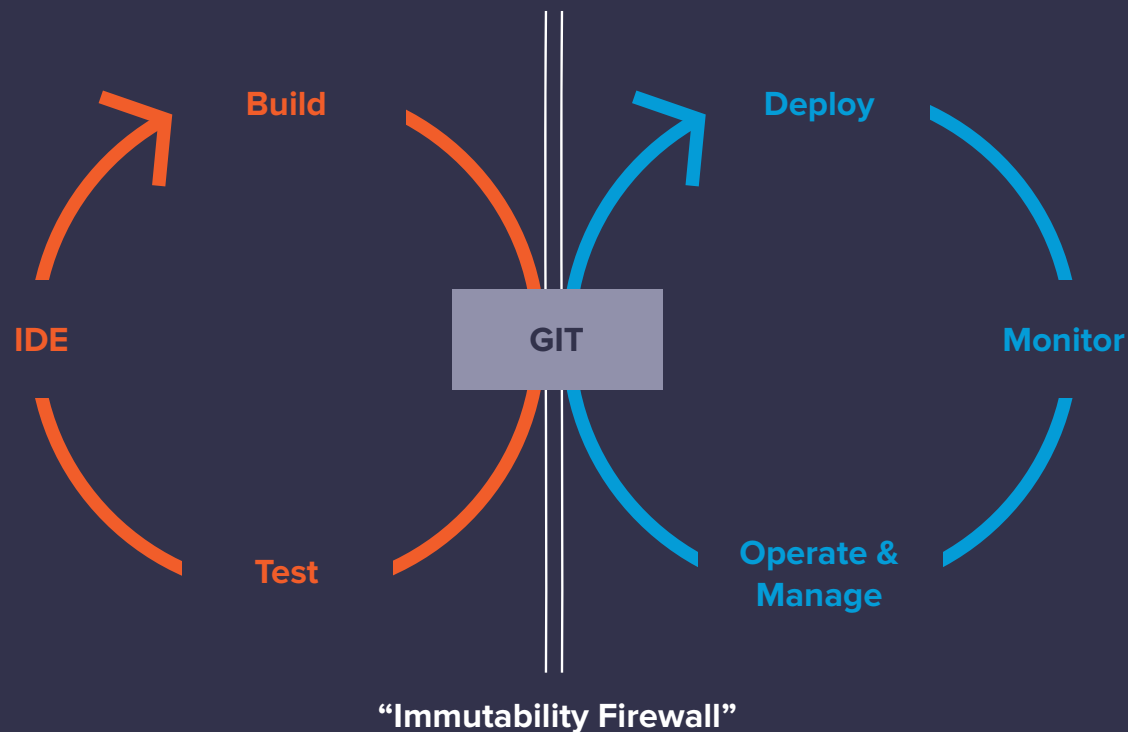 Build
Deploy
IDE
GIT
Monitor
Test
Operate &
Manage
“Immutability Firewall”